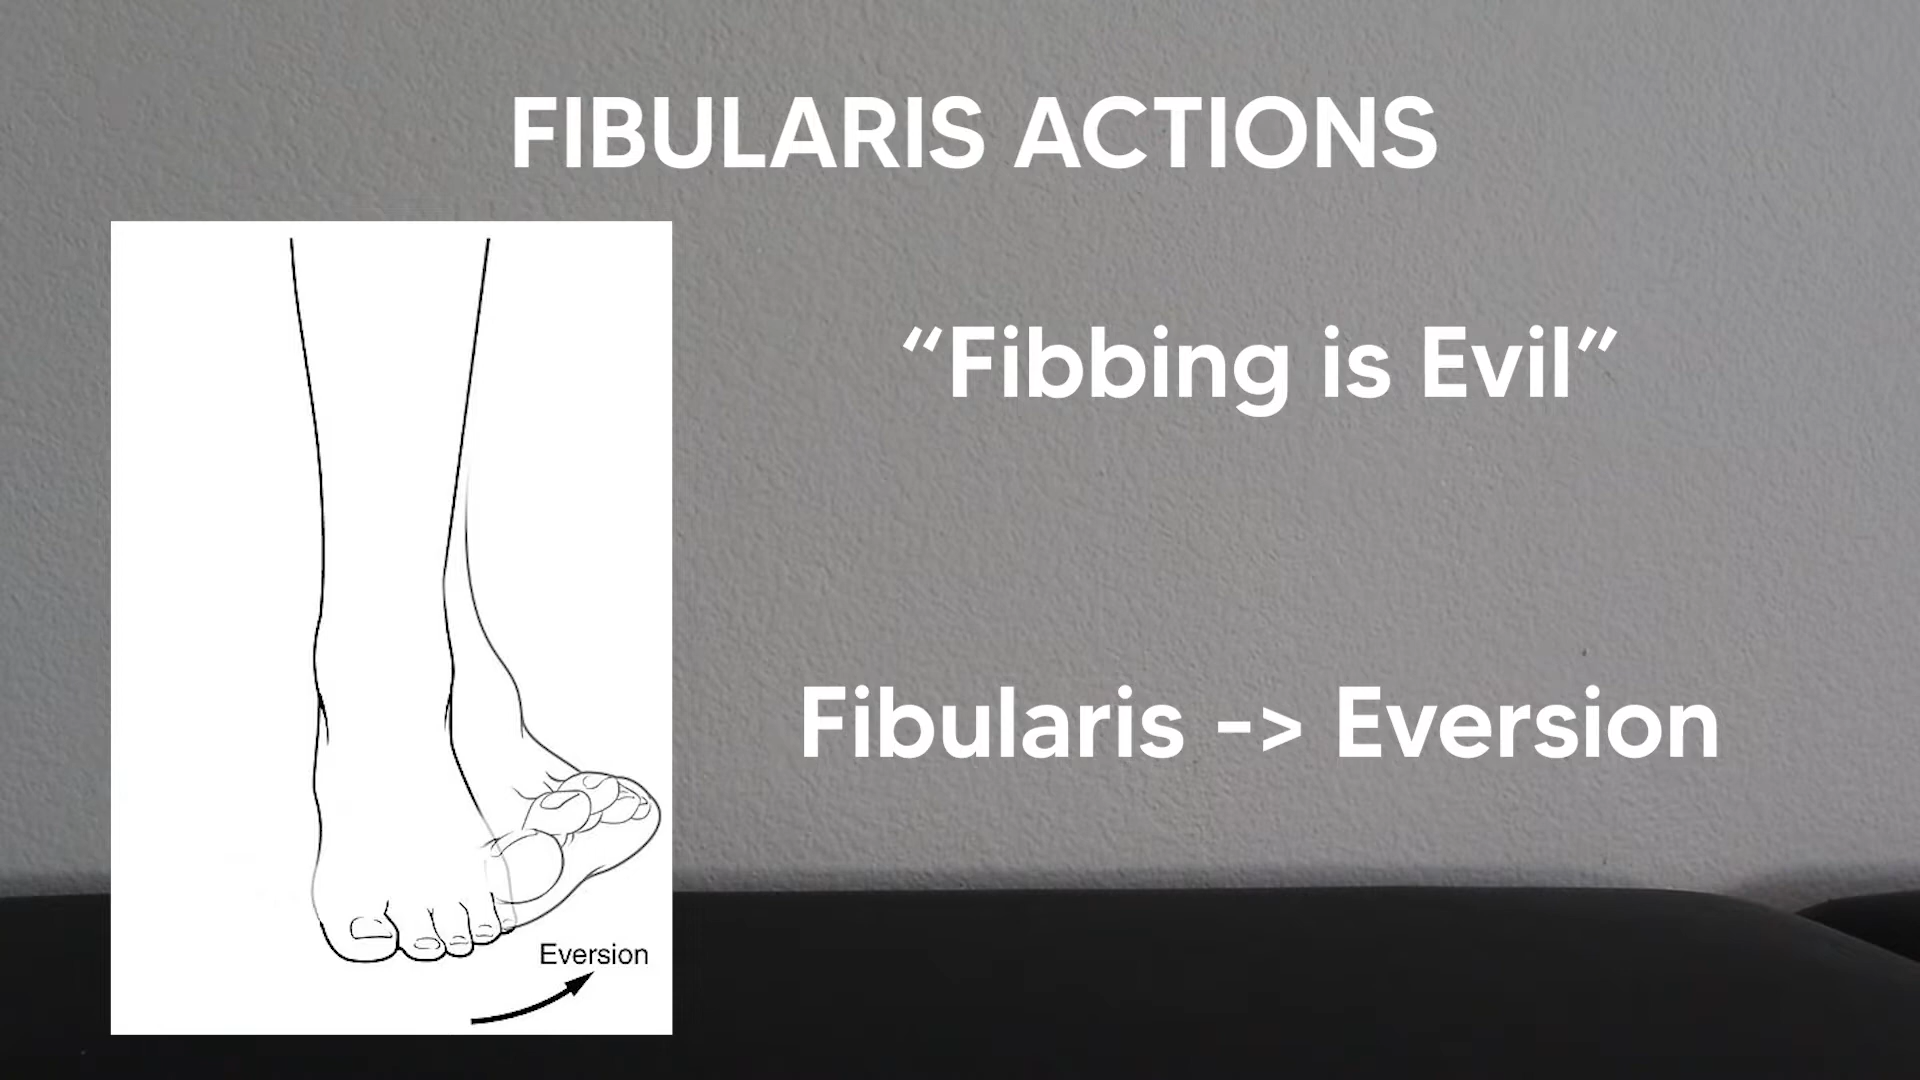 FIBULARIS ACTIONS
“Fibbing is Evil”
Fibularis -> Eversion
Eversion